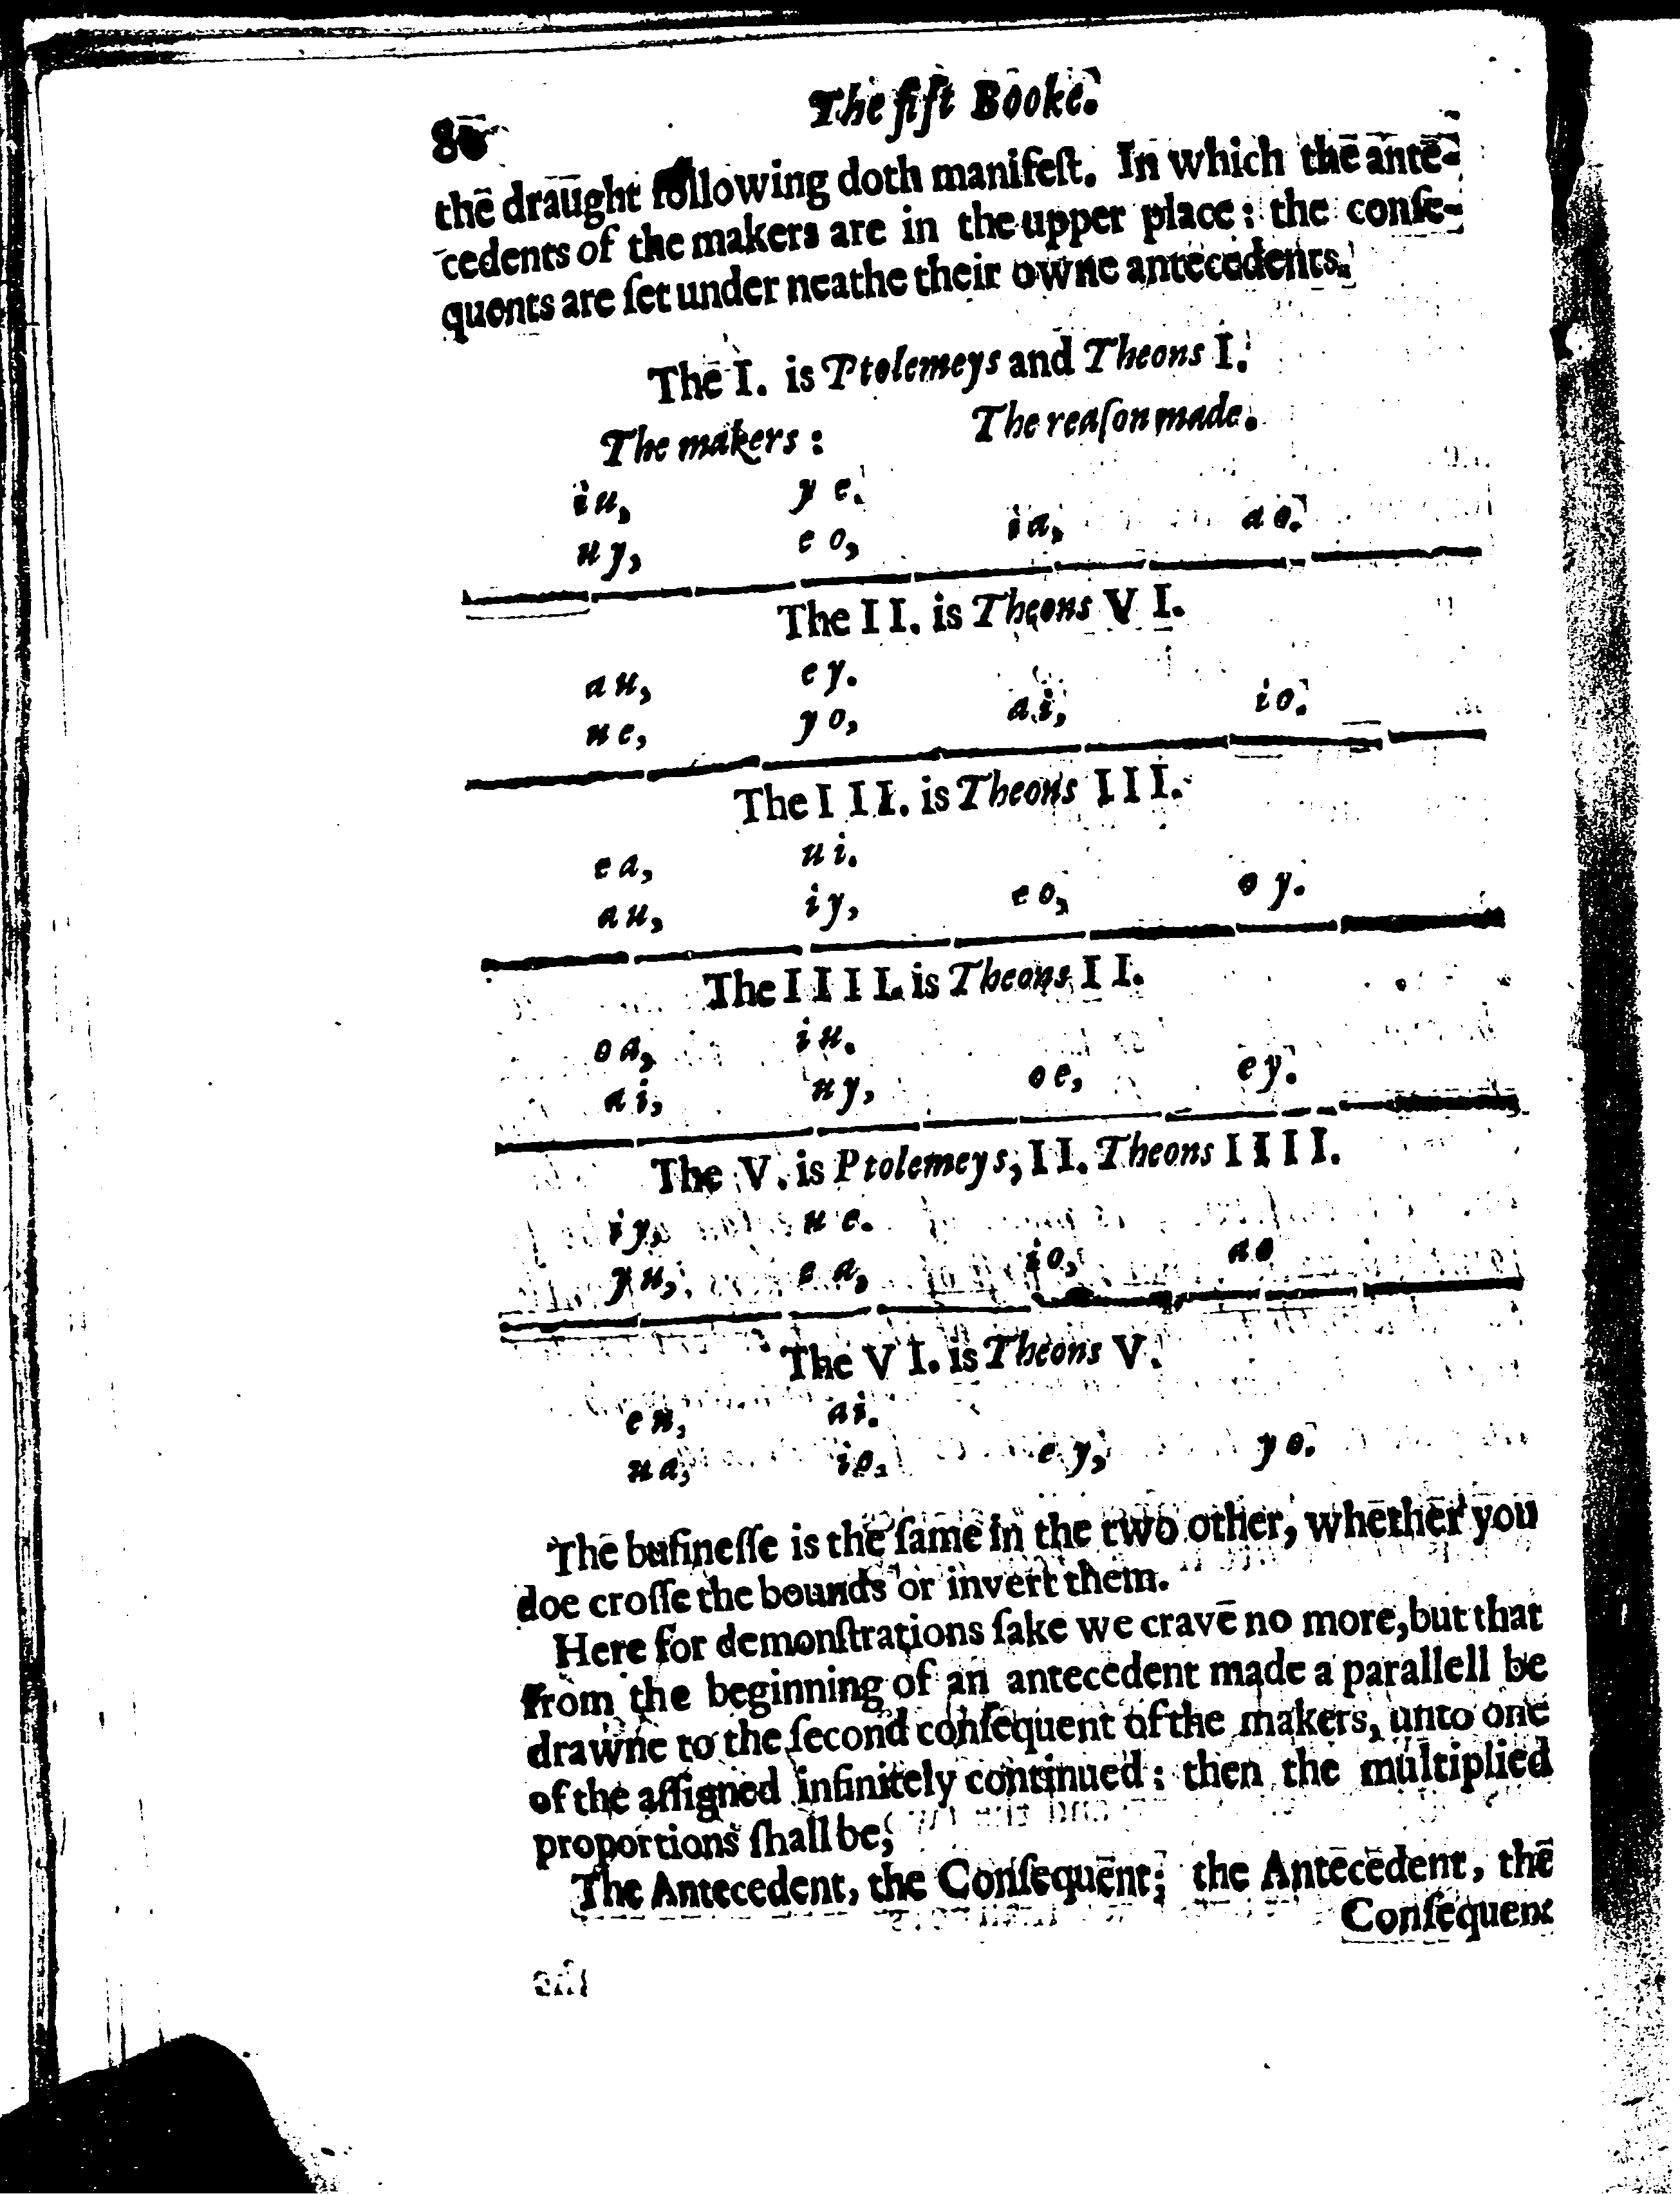 The fift Booke.
the draught following doth manifeſt. In which the ante-
cedents of the makers are in the upper place: the conſe-
quents are ſet under neathe their owne antecedents.
The I. is Ptolemeys and Theons I.
The makers: The reaſon made.
iu, ye.
uy, eo, ia, ao.
The II. is Theons VI.
au, ey.
ue, yo, ai, io.
The III. is Theons III.
ea, ui.
au, iy, eo, oy.
The IIII. is Theons II.
oa, iu.
ai, uy, oe, ey.
The V. is Ptolemeys, II. Theons IIII.
iy, ue.
yu, ea, io, ao
The VI. is Theons V.
eu, ai.
ua, io, ey, yo.
The buſineſſe is the ſame in the two other, whether you
doe croſſe the bounds or invert them.
Here for demonſtrations ſake we crave no more, but that
from the beginning of an antecedent made a parallell be
drawne to the ſecond conſequent of the makers, unto one
of the aſſigned infinitely continued: then the multiplied
proportions ſhall be,
The Antecedent, the Conſequent; the Antecedent, the
Conſequent